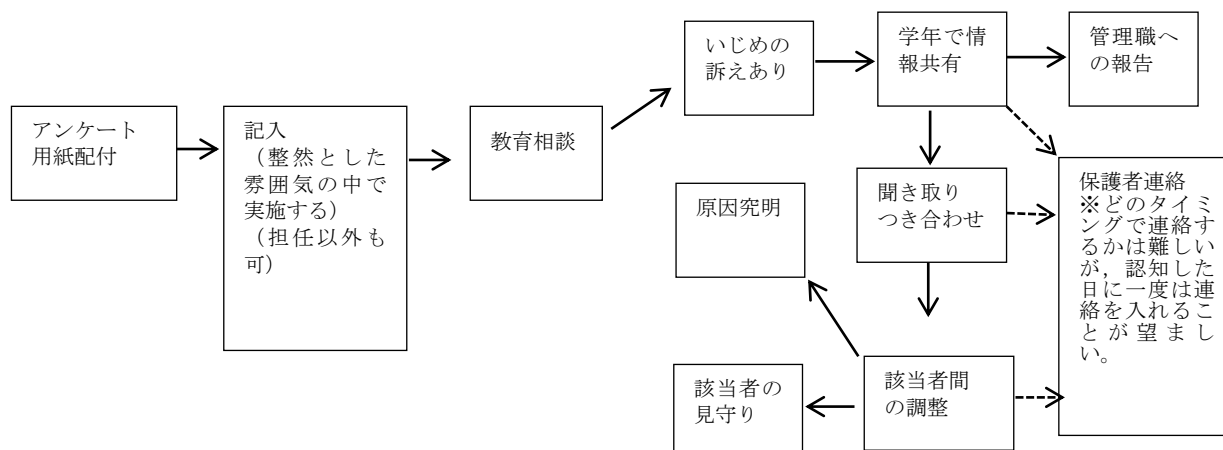 アンケート
用紙配付
記入
（整然とした
雰囲気の中で
実施する）
（担任以外も
可）
教育相談
いじめの
訴えあり
学年で情
報共有
管理職へ
の報告
聞き取り
つき合わせ
保護者連絡
※どのタイミ
ングで連絡す
るかは難しい
が，認知した
日に一度は連
絡を入れるこ
とが望まし
い。
原因究明
該当者間
の調整
該当者の
見守り